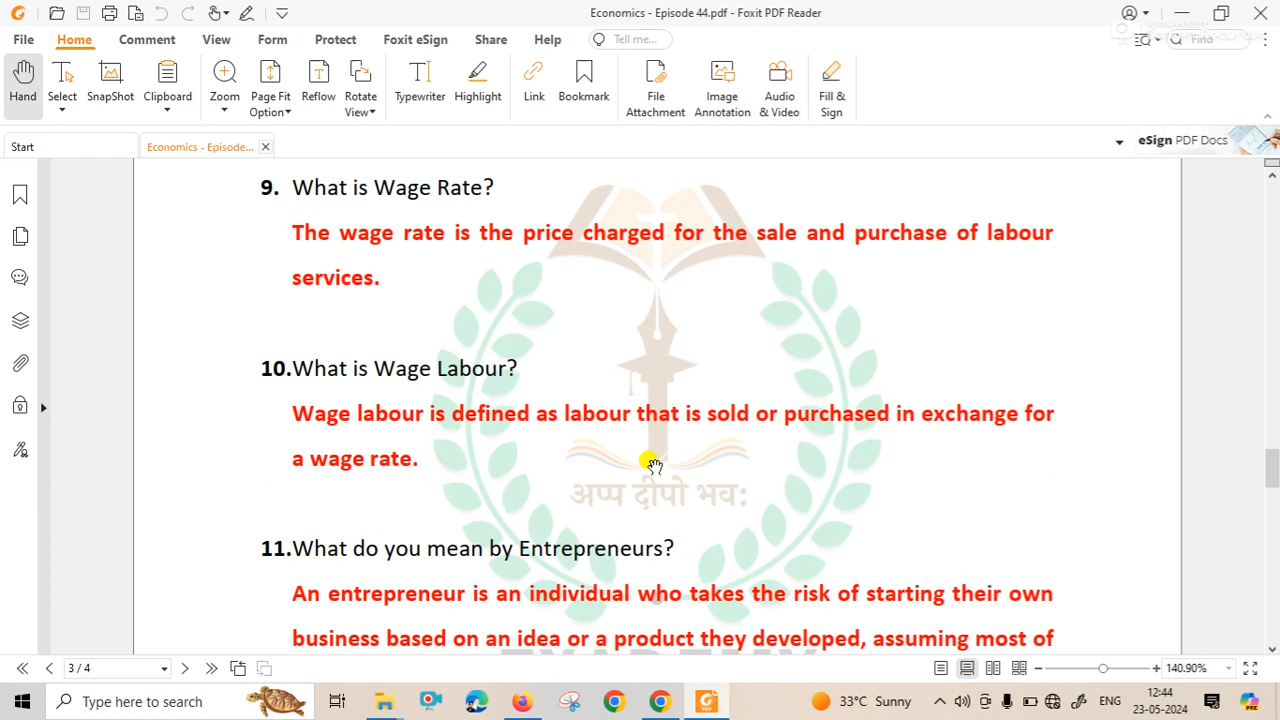 Economics - Episode 44.pdf - Foxit PDF Reader
File Home Comment View Form Protect Foxit eSign Share Help Tell me... Find
Hand Select SnapShot Clipboard Zoom Page Fit Option Reflow Rotate View Typewriter Highlight Link Bookmark File Attachment Image Annotation Audio & Video Fill & Sign
Start Economics - Episode... eSign PDF Docs
9. What is Wage Rate?
The wage rate is the price charged for the sale and purchase of labour
services.
10.What is Wage Labour?
Wage labour is defined as labour that is sold or purchased in exchange for
a wage rate.
अप्प दीपो भव:
11.What do you mean by Entrepreneurs?
An entrepreneur is an individual who takes the risk of starting their own
business based on an idea or a product they developed, assuming most of
3 / 4 140.90%
Type here to search 33°C Sunny ENG 12:44
23-05-2024